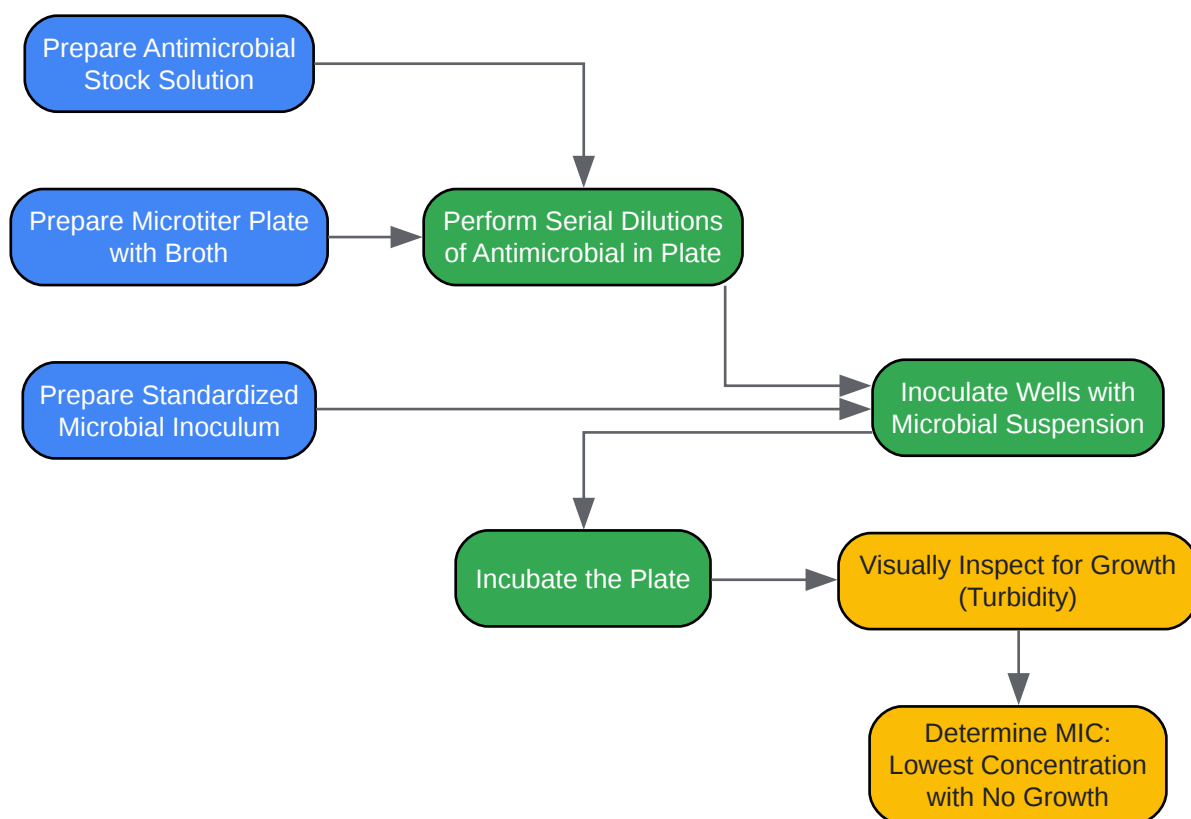 Prepare Antimicrobial
Stock Solution
Prepare Microtiter Plate
with Broth
Perform Serial Dilutions
of Antimicrobial in Plate
Prepare Standardized
Microbial Inoculum
Inoculate Wells with
Microbial Suspension
Incubate the Plate
Visually Inspect for Growth
(Turbidity)
Determine MIC:
Lowest Concentration
with No Growth